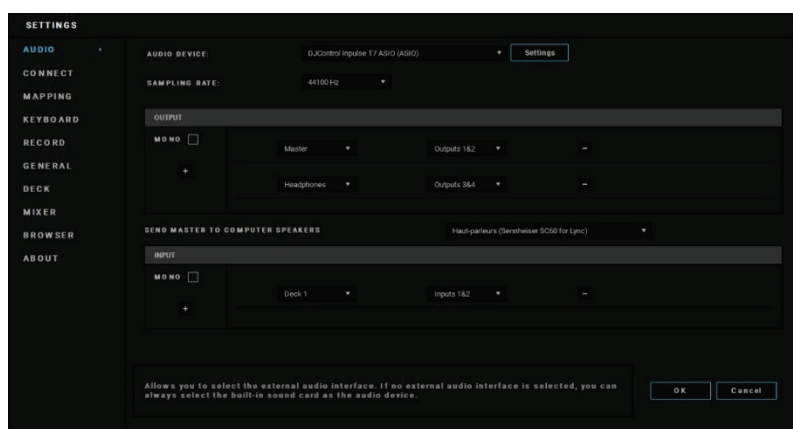 SETTINGS
AUDIO
CONNECT
MAPPING
KEYBOARD
RECORD
GENERAL
DECK
MIXER
BROWSER
ABOUT
AUDIO DEVICE: DJControl Inpulse T7 ASIO (ASIO) Settings
SAMPLING RATE: 44100 Hz
OUTPUT
MONO
+
Master Outputs 1&2 -
Headphones Outputs 3&4 -
SEND MASTER TO COMPUTER SPEAKERS Haut-parleurs (Sennheiser SC60 for Lync)
INPUT
MONO
+
Deck 1 Inputs 1&2 -
Allows you to select the external audio interface. If no external audio interface is selected, you can
always select the built-in sound card as the audio device.
OK Cancel